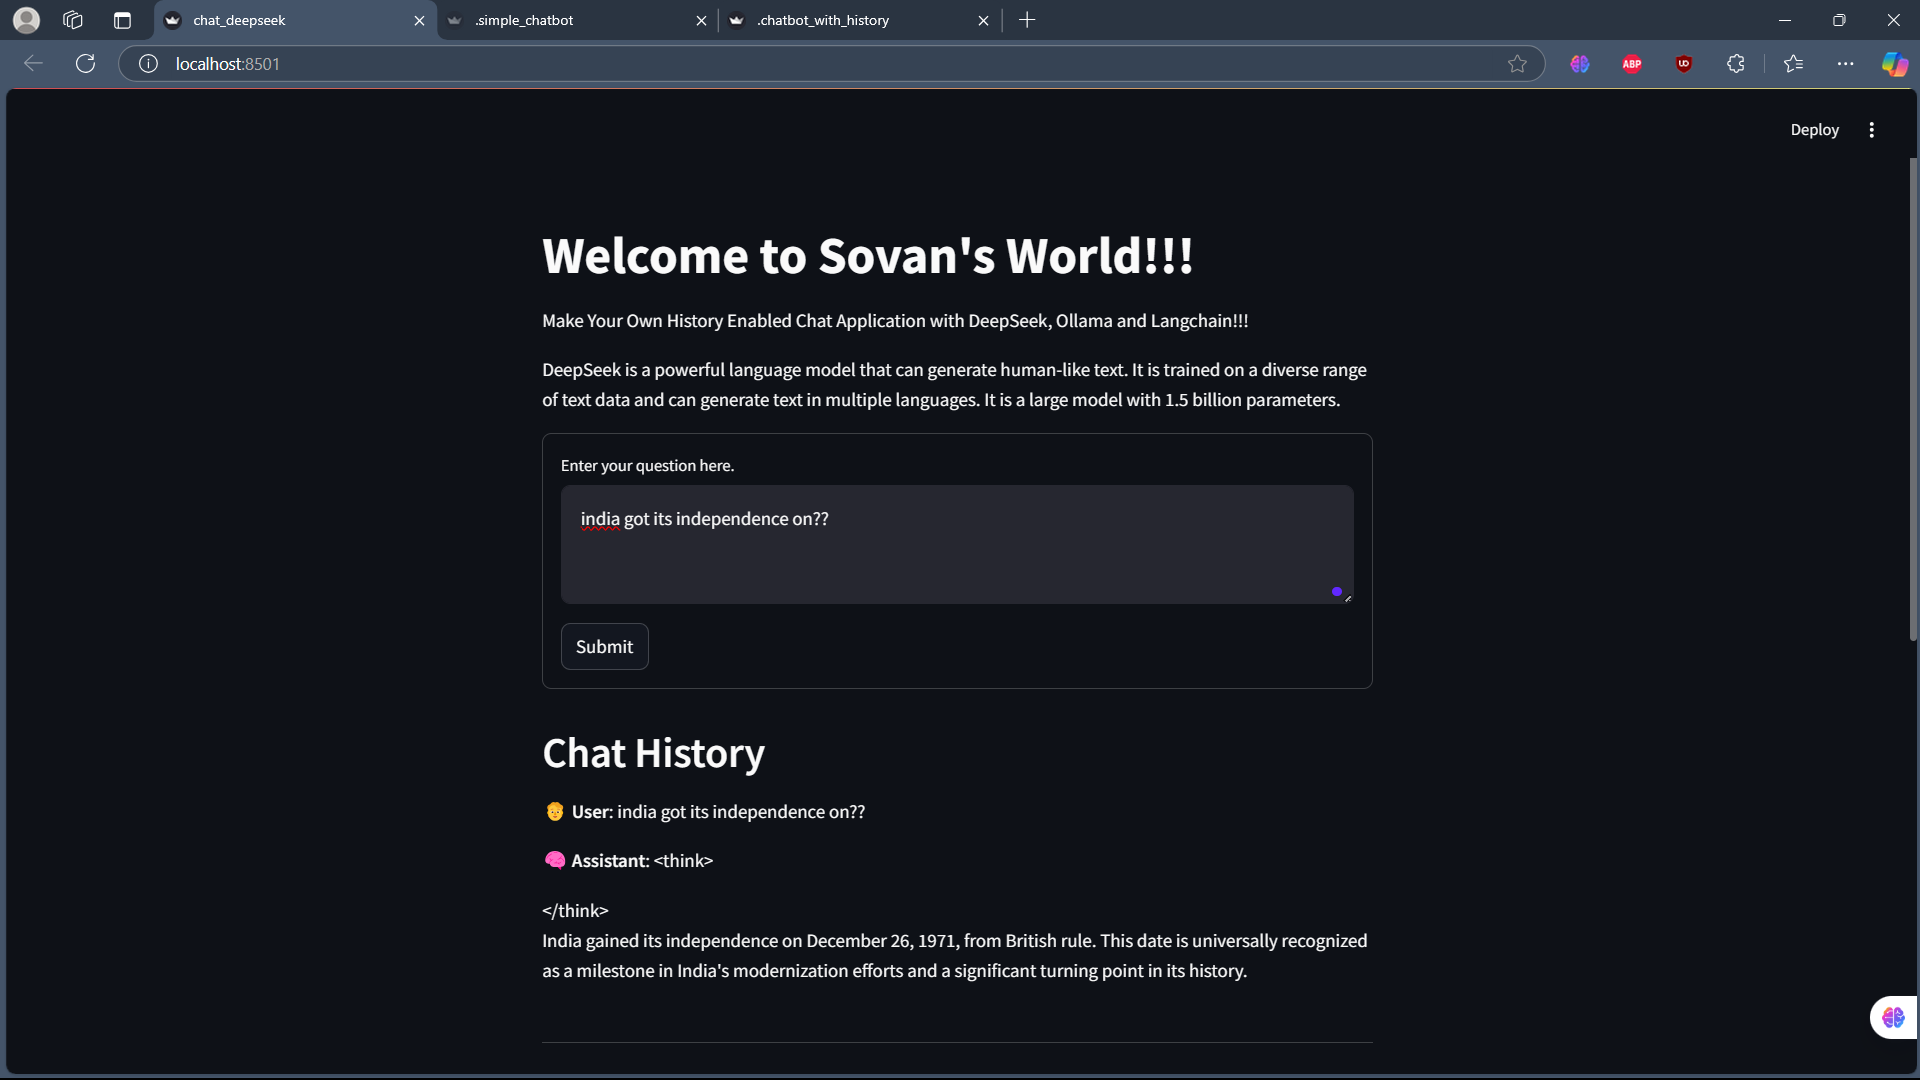 chat_deepseek
.simple_chatbot
.chatbot_with_history
localhost:8501
ABP
UD
Deploy
Welcome to Sovan's World!!!
Make Your Own History Enabled Chat Application with DeepSeek, Ollama and Langchain!!!
DeepSeek is a powerful language model that can generate human-like text. It is trained on a diverse range
of text data and can generate text in multiple languages. It is a large model with 1.5 billion parameters.
Enter your question here.
india got its independence on??
Submit
Chat History
User: india got its independence on??
Assistant: <think>
</think>
India gained its independence on December 26, 1971, from British rule. This date is universally recognized
as a milestone in India's modernization efforts and a significant turning point in its history.